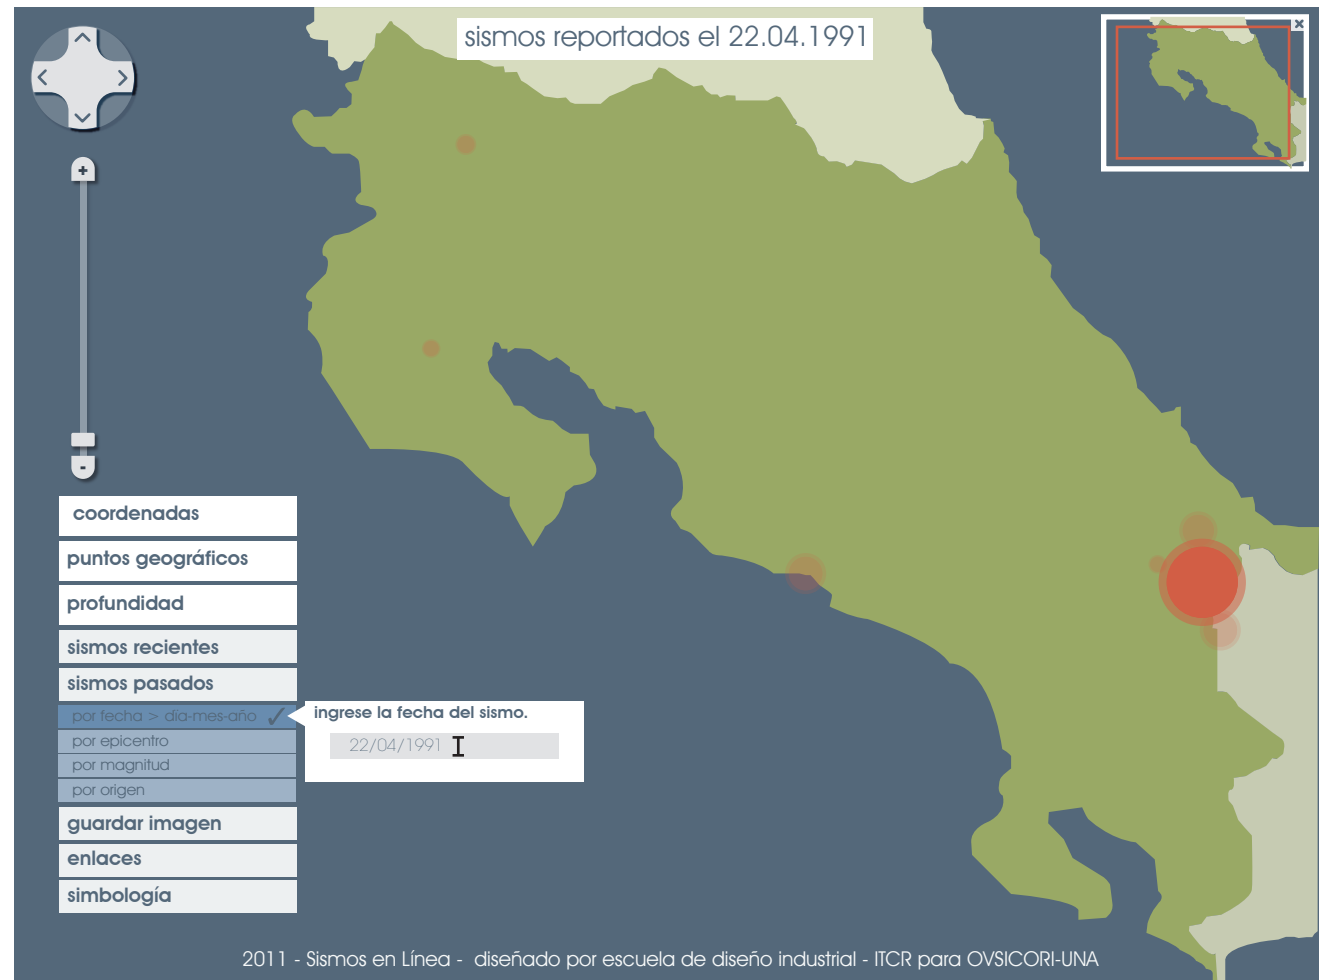 sismos reportados el 22.04.1991
x
+
-
coordenadas
puntos geográficos
profundidad
sismos recientes
sismos pasados
por fecha > dia-mes-año ✓
ingrese la fecha del sismo.
22/04/1991
por epicentro
por magnitud
por origen
guardar imagen
enlaces
simbología
2011 - Sismos en Línea - diseñado por escuela de diseño industrial - ITCR para OVSICORI-UNA